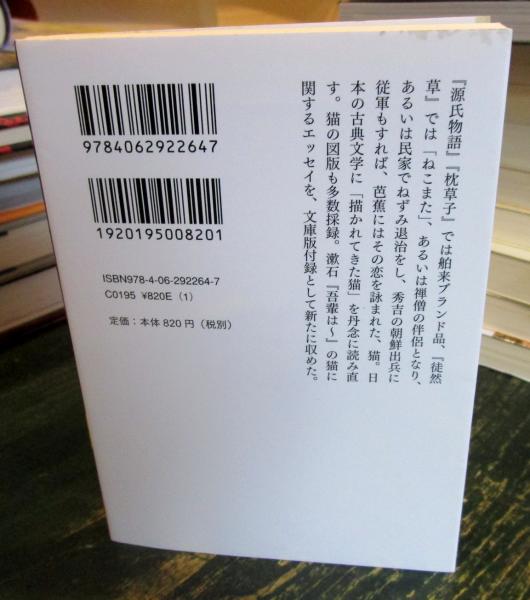 『源氏物語』『枕草子』では舶来ブランド品、『徒然
草』では「ねこまた」、あるいは禅僧の伴侶となり、
あるいは民家でねずみ退治をし、秀吉の朝鮮出兵に
従軍もすれば、芭蕉にはその恋を詠まれた、猫。日
本の古典文学に「描かれてきた猫」を丹念に読み直
す。猫の図版も多数採録。漱石『吾輩は〜』の猫に
関するエッセイを、文庫版付録として新たに収めた。
9784062922647
1920195008201
ISBN978-4-06-292264-7
C0195 ¥820E (1)
定価：本体820円（税別）